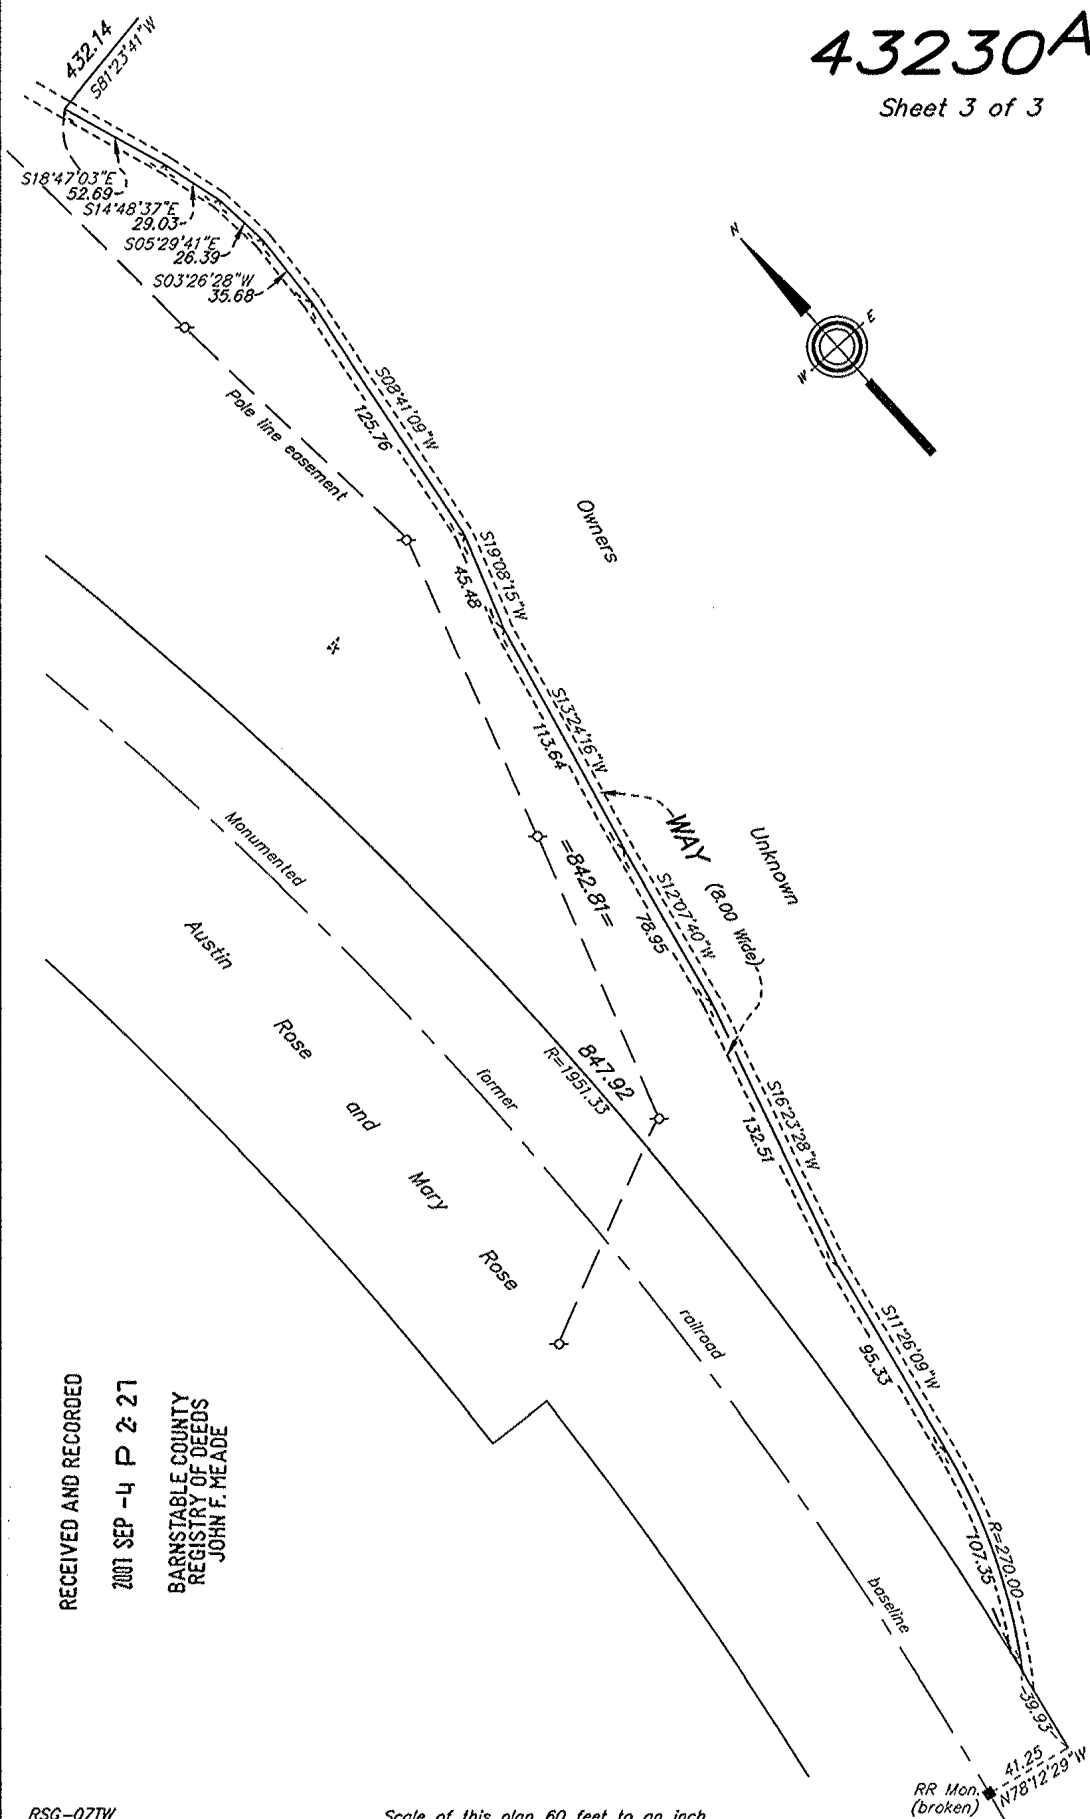 43230A
Sheet 3 of 3
432.14
S81°23'41"W
S18°47'03"E
52.69
S14°48'37"E
29.03
S05°29'41"E
26.39
S03°26'28"W
35.68
N
E
W
Pole line easement
S08°41'09"W
125.76
Owners
S19°08'15"W
45.48
S13°24'16"W
113.64
WAY
(8.00 Wide)
Unknown
=842.81=
S12°07'40"W
78.95
Monumented
former
railroad
baseline
Austin
Rose
and
Mary
Rose
847.92
R=1951.33
S16°23'28"W
132.51
S11°26'09"W
95.33
R=270.00
107.35
39.93
41.25
N78°12'29"W
RR Mon.
(broken)
RECEIVED AND RECORDED
2007 SEP -4 P 2:27
BARNSTABLE COUNTY
REGISTRY OF DEEDS
JOHN F. MEADE
RSG-07TW
Scale of this plan 60 feet to an inch